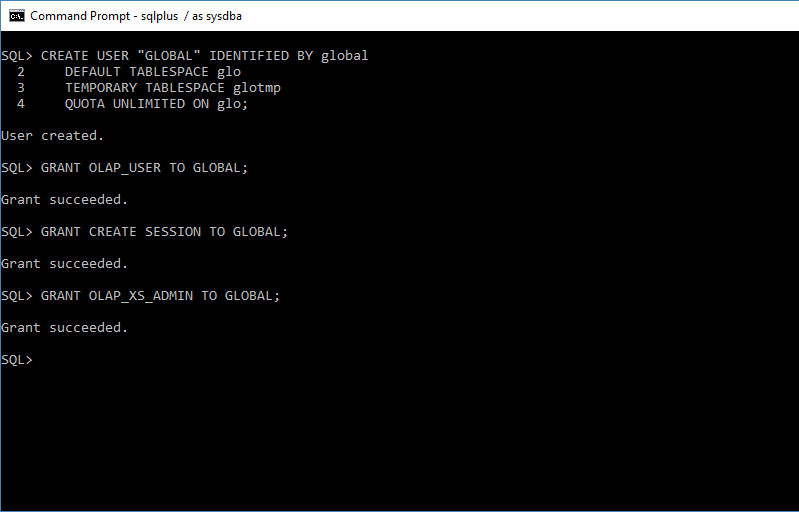 Command Prompt - sqlplus / as sysdba
SQL> CREATE USER "GLOBAL" IDENTIFIED BY global
2 DEFAULT TABLESPACE glo
3 TEMPORARY TABLESPACE glotmp
4 QUOTA UNLIMITED ON glo;
User created.
SQL> GRANT OLAP_USER TO GLOBAL;
Grant succeeded.
SQL> GRANT CREATE SESSION TO GLOBAL;
Grant succeeded.
SQL> GRANT OLAP_XS_ADMIN TO GLOBAL;
Grant succeeded.
SQL>